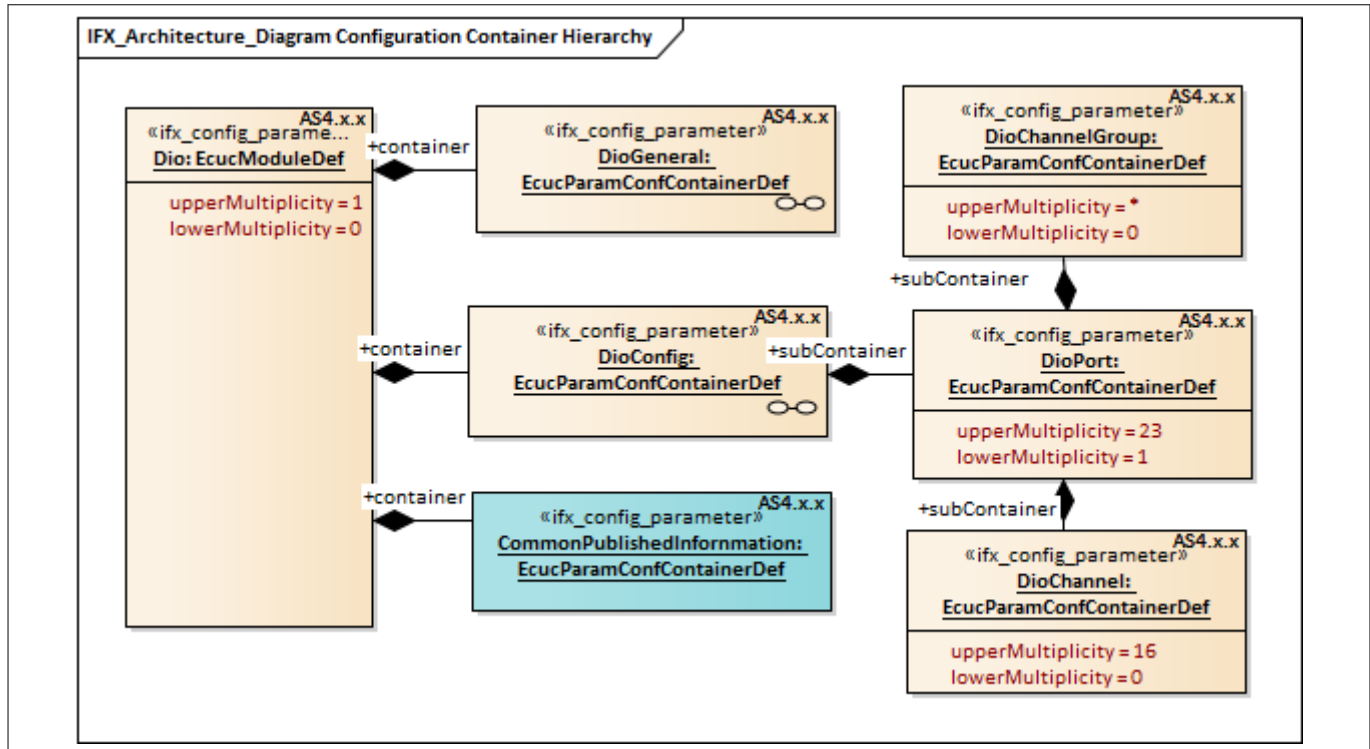 IFX_Architecture_Diagram Configuration Container Hierarchy
AS4.x.x
«ifx_config_parame...
Dio: EcucModuleDef
upperMultiplicity = 1
lowerMultiplicity = 0
+container
AS4.x.x
«ifx_config_parameter»
DioGeneral:
EcucParamConfContainerDef
AS4.x.x
«ifx_config_parameter»
DioChannelGroup:
EcucParamConfContainerDef
upperMultiplicity = *
lowerMultiplicity = 0
+subContainer
+container
AS4.x.x
«ifx_config_parameter»
DioConfig:
EcucParamConfContainerDef
+subContainer
AS4.x.x
«ifx_config_parameter»
DioPort:
EcucParamConfContainerDef
upperMultiplicity = 23
lowerMultiplicity = 1
+container
AS4.x.x
«ifx_config_parameter»
CommonPublishedInfornmation:
EcucParamConfContainerDef
+subContainer
AS4.x.x
«ifx_config_parameter»
DioChannel:
EcucParamConfContainerDef
upperMultiplicity = 16
lowerMultiplicity = 0